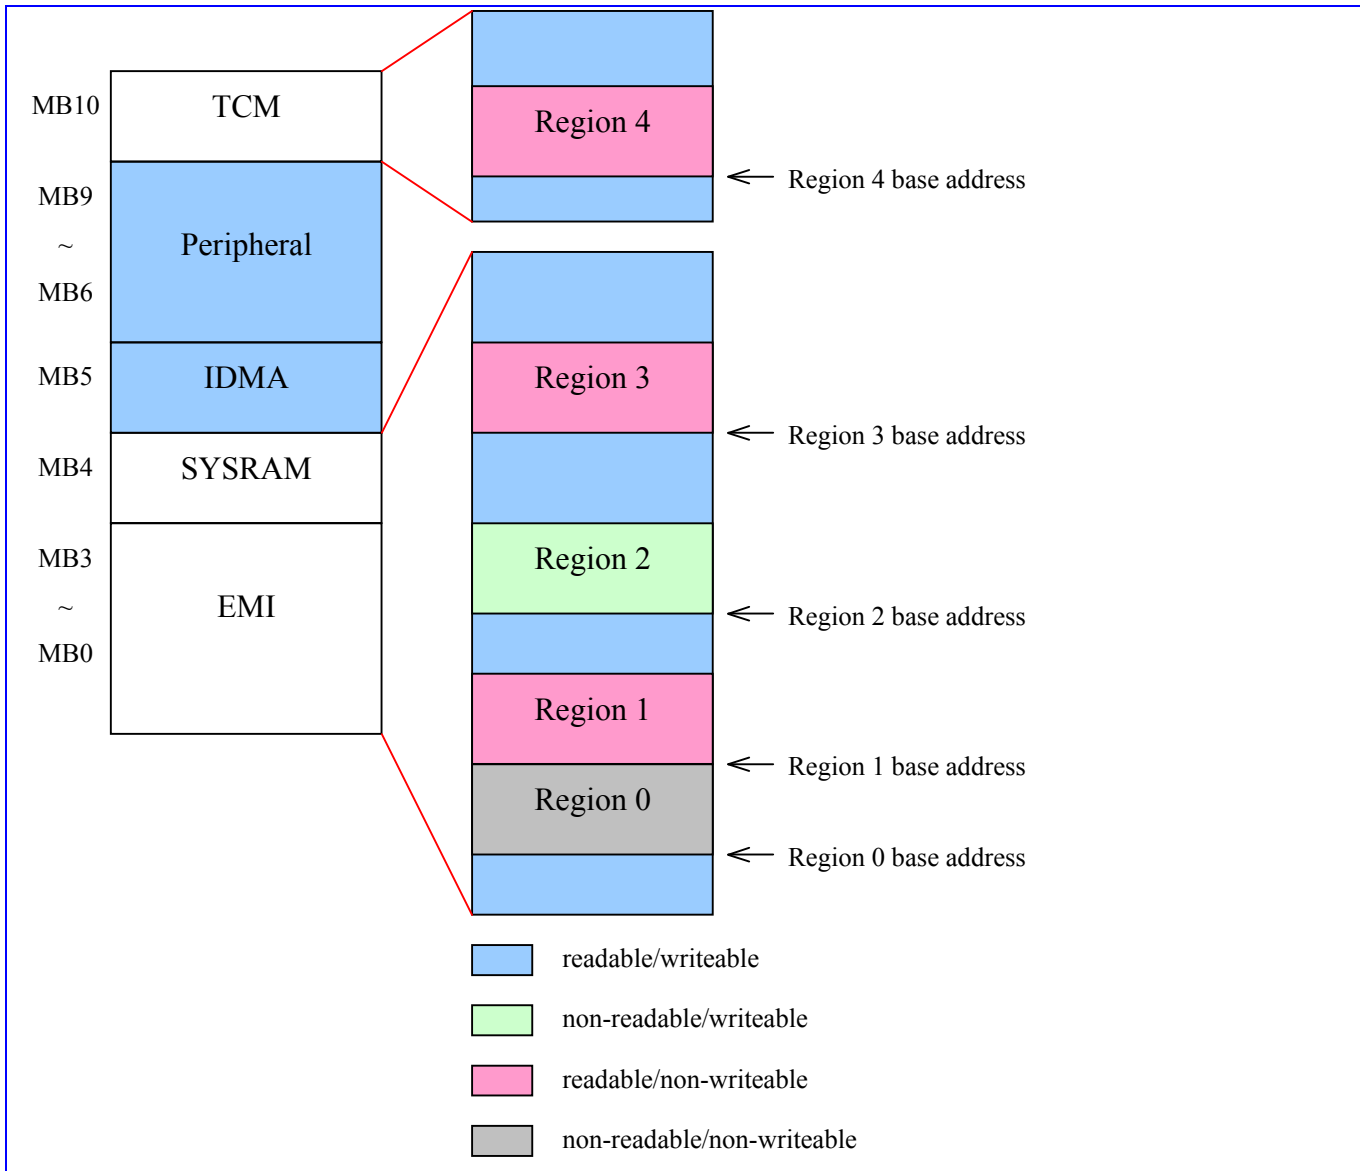 MB10
TCM
MB9
~
MB6
Peripheral
MB5
IDMA
MB4
SYSRAM
MB3
~
MB0
EMI
Region 4
Region 4 base address
Region 3
Region 3 base address
Region 2
Region 2 base address
Region 1
Region 1 base address
Region 0
Region 0 base address
readable/writeable
non-readable/writeable
readable/non-writeable
non-readable/non-writeable